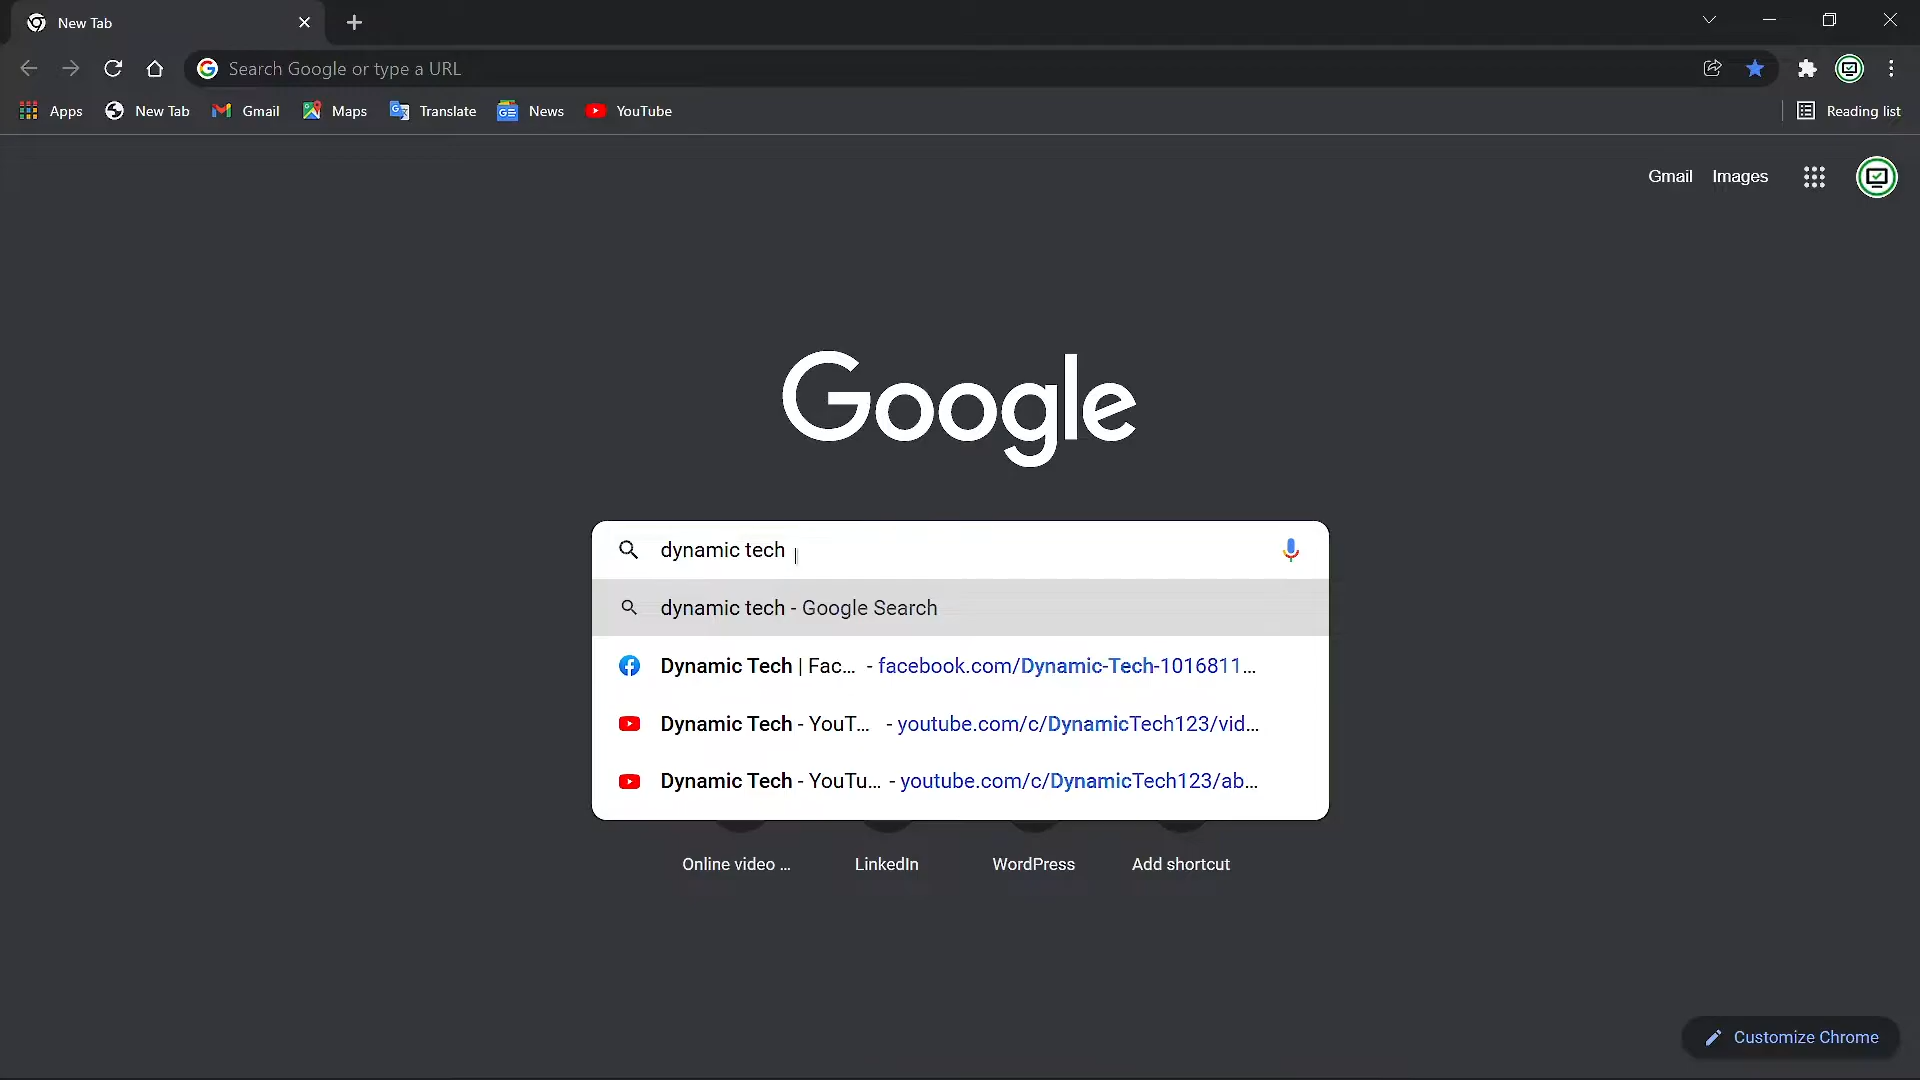 New Tab
Search Google or type a URL
Apps New Tab Gmail Maps Translate News YouTube Reading list
Gmail Images
Google
dynamic tech
dynamic tech - Google Search
Dynamic Tech | Fac... - facebook.com/Dynamic-Tech-1016811...
Dynamic Tech - YouT... - youtube.com/c/DynamicTech123/vid...
Dynamic Tech - YouTu... - youtube.com/c/DynamicTech123/ab...
Online video ... LinkedIn WordPress Add shortcut
Customize Chrome